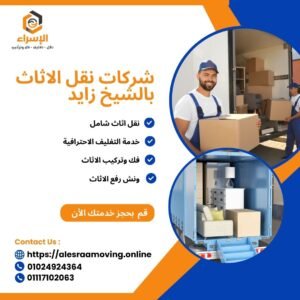 الإسراء
شركات نقل الاثاث
بالشيخ زايد
نقل اثاث شامل
خدمة التغليف الاحترافية
فك وتركيب الاثاث
ونش رفع الاثاث
قم بحجز خدمتك الأن
Contact Us :
https://alesraamoving.online
01024924364
01117102063